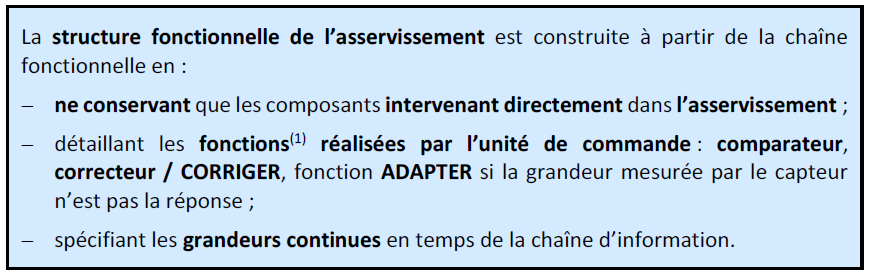 La structure fonctionnelle de l’asservissement est construite à partir de la chaîne
fonctionnelle en :
– ne conservant que les composants intervenant directement dans l’asservissement ;
– détaillant les fonctions(1) réalisées par l’unité de commande : comparateur,
correcteur / CORRIGER, fonction ADAPTER si la grandeur mesurée par le capteur
n’est pas la réponse ;
– spécifiant les grandeurs continues en temps de la chaîne d’information.